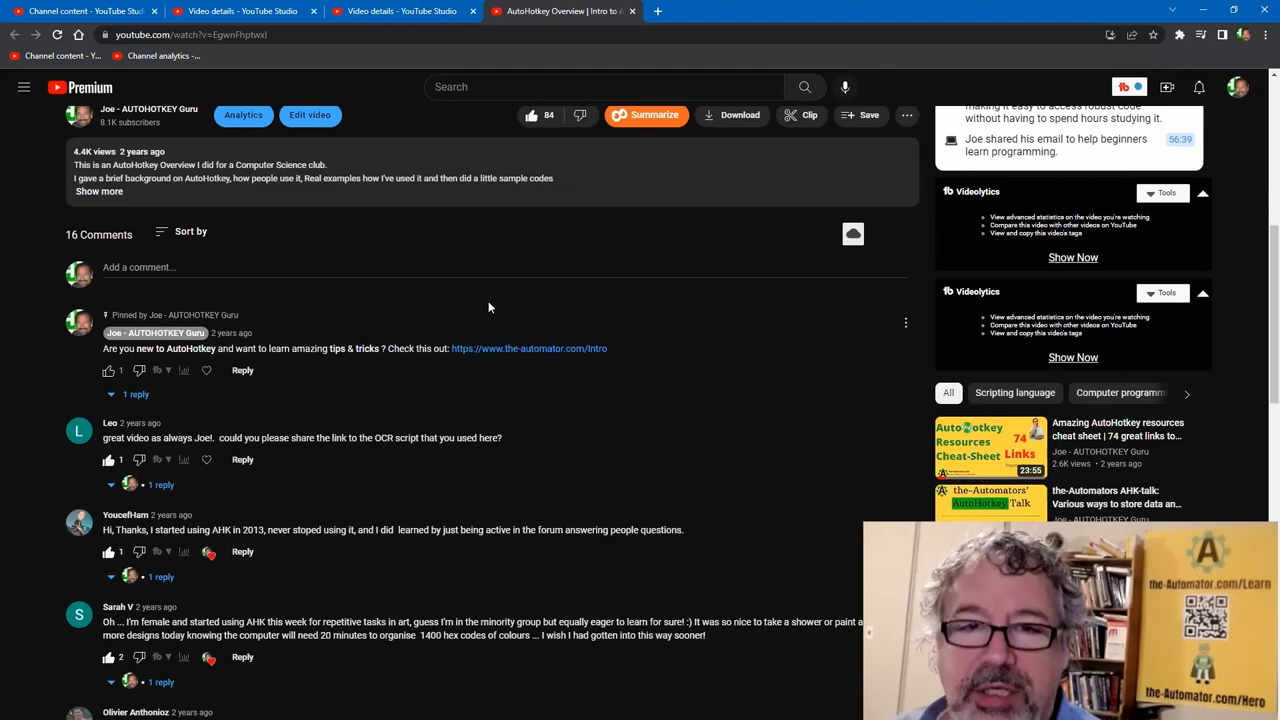 Channel content - YouTube Stud
Video details - YouTube Studio
Video details - YouTube Studio
AutoHotkey Overview | Intro to A
youtube.com/watch?v=EgwnFhptwxI
Channel content - Y...
Channel analytics -...
Premium
Search
Joe - AUTOHOTKEY Guru
8.1K subscribers
Analytics
Edit video
84
Summarize
Download
Clip
Save
4.4K views 2 years ago
This is an AutoHotkey Overview I did for a Computer Science club.
I gave a brief background on AutoHotkey, how people use it, Real examples how I've used it and then did a little sample codes
Show more
16 Comments
Sort by
Add a comment...
Pinned by Joe - AUTOHOTKEY Guru
Joe - AUTOHOTKEY Guru 2 years ago
Are you new to AutoHotkey and want to learn amazing tips & tricks ? Check this out: https://www.the-automator.com/Intro
1
Reply
1 reply
Leo 2 years ago
great video as always Joe! could you please share the link to the OCR script that you used here?
1
Reply
1 reply
YoucefHam 2 years ago
Hi, Thanks, I started using AHK in 2013, never stoped using it, and I did learned by just being active in the forum answering people questions.
1
Reply
1 reply
Sarah V 2 years ago
Oh ... I'm female and started using AHK this week for repetitive tasks in art, guess I'm in the minority group but equally eager to learn for sure! :) It was so nice to take a shower or paint a
more designs today knowing the computer will need 20 minutes to organise 1400 hex codes of colours ... I wish I had gotten into this way sooner!
2
Reply
1 reply
Olivier Anthonioz 2 years ago
making it easy to access robust code
without having to spend hours studying it.
Joe shared his email to help beginners
learn programming.
56:39
Videolytics
Tools
View advanced statistics on the video you're watching
Compare this video with other videos on YouTube
View and copy this video's tags
Show Now
Videolytics
Tools
View advanced statistics on the video you're watching
Compare this video with other videos on YouTube
View and copy this video's tags
Show Now
All
Scripting language
Computer programm
AutoHotkey
Resources
Cheat-Sheet
74
Links
23:55
Amazing AutoHotkey resources
cheat sheet | 74 great links to...
Joe - AUTOHOTKEY Guru
2.6K views • 2 years ago
the-Automators'
AutoHotkey Talk
the-Automators AHK-talk:
Various ways to store data an...
Joe - AUTOHOTKEY Guru
the-Automator.com/Learn
the-Automator.com/Hero